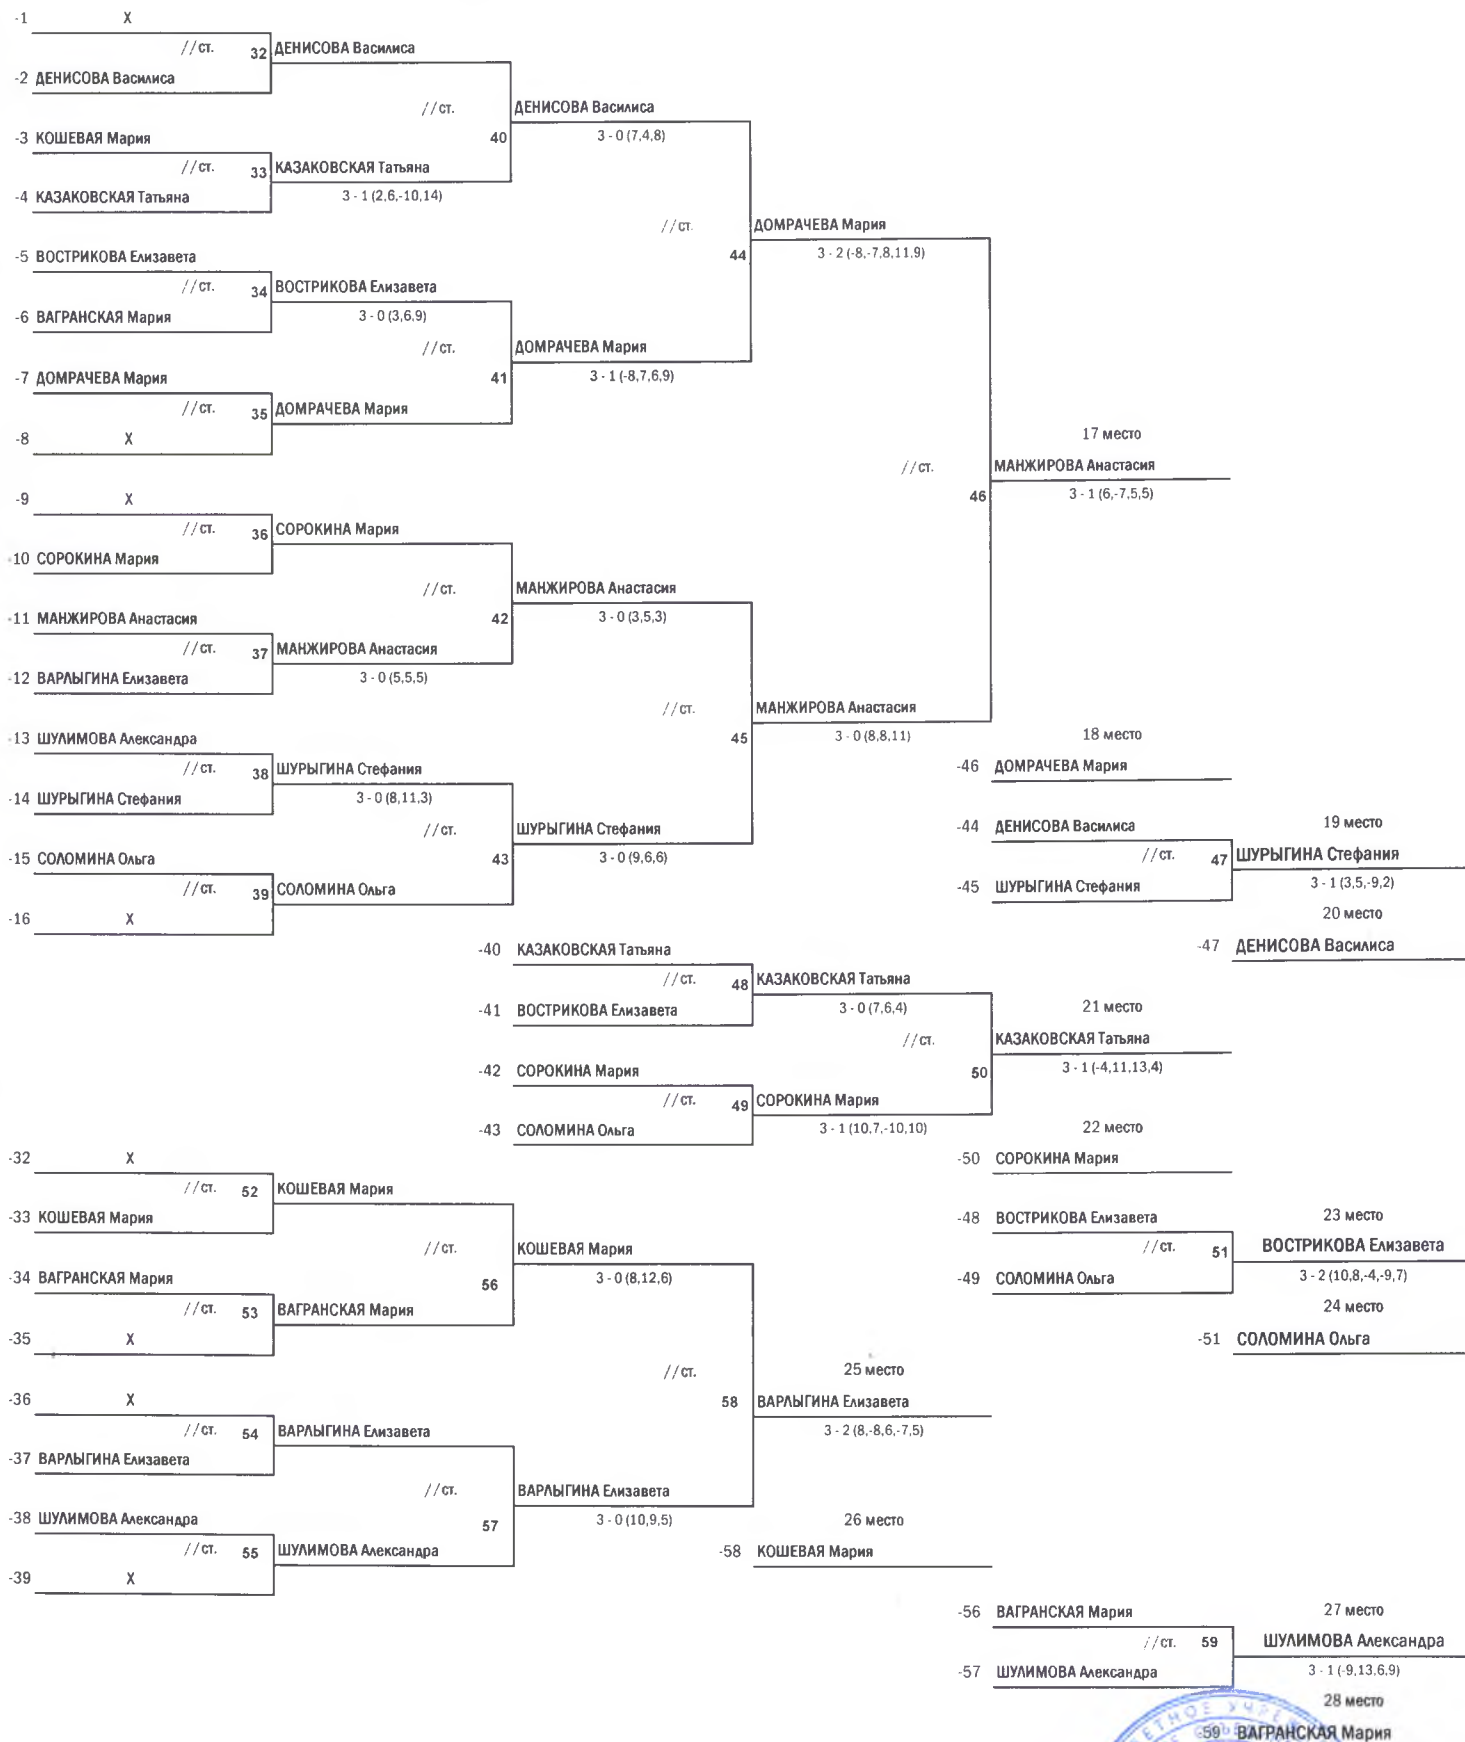 -1 X
//ст. 32 ДЕНИСОВА Василиса
-2 ДЕНИСОВА Василиса
//ст. 40 ДЕНИСОВА Василиса
3 - 0 (7,4,8)
-3 КОШЕВАЯ Мария
//ст. 33 КАЗАКОВСКАЯ Татьяна
-4 КАЗАКОВСКАЯ Татьяна
3 - 1 (2,6,-10,14)
//ст. 44 ДОМРАЧЕВА Мария
3 - 2 (-8,-7,8,11,9)
-5 ВОСТРИКОВА Елизавета
//ст. 34 ВОСТРИКОВА Елизавета
-6 ВАГРАНСКАЯ Мария
3 - 0 (3,6,9)
//ст. 41 ДОМРАЧЕВА Мария
3 - 1 (-8,7,6,9)
-7 ДОМРАЧЕВА Мария
//ст. 35 ДОМРАЧЕВА Мария
-8 X
17 место
//ст. 46 МАНЖИРОВА Анастасия
3 - 1 (6,-7,5,5)
-9 X
//ст. 36 СОРОКИНА Мария
-10 СОРОКИНА Мария
//ст. 42 МАНЖИРОВА Анастасия
3 - 0 (3,5,3)
-11 МАНЖИРОВА Анастасия
//ст. 37 МАНЖИРОВА Анастасия
-12 ВАРЛЫГИНА Елизавета
3 - 0 (5,5,5)
//ст. 45 МАНЖИРОВА Анастасия
3 - 0 (8,8,11)
-13 ШУЛИМОВА Александра
//ст. 38 ШУРЫГИНА Стефания
-14 ШУРЫГИНА Стефания
3 - 0 (8,11,3)
//ст. 43 ШУРЫГИНА Стефания
3 - 0 (9,6,6)
-15 СОЛОМИНА Ольга
//ст. 39 СОЛОМИНА Ольга
-16 X
18 место
-46 ДОМРАЧЕВА Мария
-44 ДЕНИСОВА Василиса
19 место
//ст. 47 ШУРЫГИНА Стефания
-45 ШУРЫГИНА Стефания
3 - 1 (3,5,-9,2)
20 место
-47 ДЕНИСОВА Василиса
-40 КАЗАКОВСКАЯ Татьяна
//ст. 48 КАЗАКОВСКАЯ Татьяна
-41 ВОСТРИКОВА Елизавета
3 - 0 (7,6,4)
21 место
//ст. 50 КАЗАКОВСКАЯ Татьяна
3 - 1 (-4,11,13,4)
-42 СОРОКИНА Мария
//ст. 49 СОРОКИНА Мария
-43 СОЛОМИНА Ольга
3 - 1 (10,7,-10,10)
22 место
-50 СОРОКИНА Мария
-32 X
//ст. 52 КОШЕВАЯ Мария
-33 КОШЕВАЯ Мария
-48 ВОСТРИКОВА Елизавета
23 место
//ст. 51 ВОСТРИКОВА Елизавета
-49 СОЛОМИНА Ольга
3 - 2 (10,8,-4,-9,7)
24 место
-51 СОЛОМИНА Ольга
//ст. 56 КОШЕВАЯ Мария
3 - 0 (8,12,6)
-34 ВАГРАНСКАЯ Мария
//ст. 53 ВАГРАНСКАЯ Мария
-35 X
25 место
//ст. 58 ВАРЛЫГИНА Елизавета
3 - 2 (8,-8,6,-7,5)
-36 X
//ст. 54 ВАРЛЫГИНА Елизавета
-37 ВАРЛЫГИНА Елизавета
//ст. 57 ВАРЛЫГИНА Елизавета
3 - 0 (10,9,5)
-38 ШУЛИМОВА Александра
//ст. 55 ШУЛИМОВА Александра
-39 X
26 место
-58 КОШЕВАЯ Мария
-56 ВАГРАНСКАЯ Мария
27 место
//ст. 59 ШУЛИМОВА Александра
-57 ШУЛИМОВА Александра
3 - 1 (-9,13,6,9)
28 место
-59 ВАГРАНСКАЯ Мария